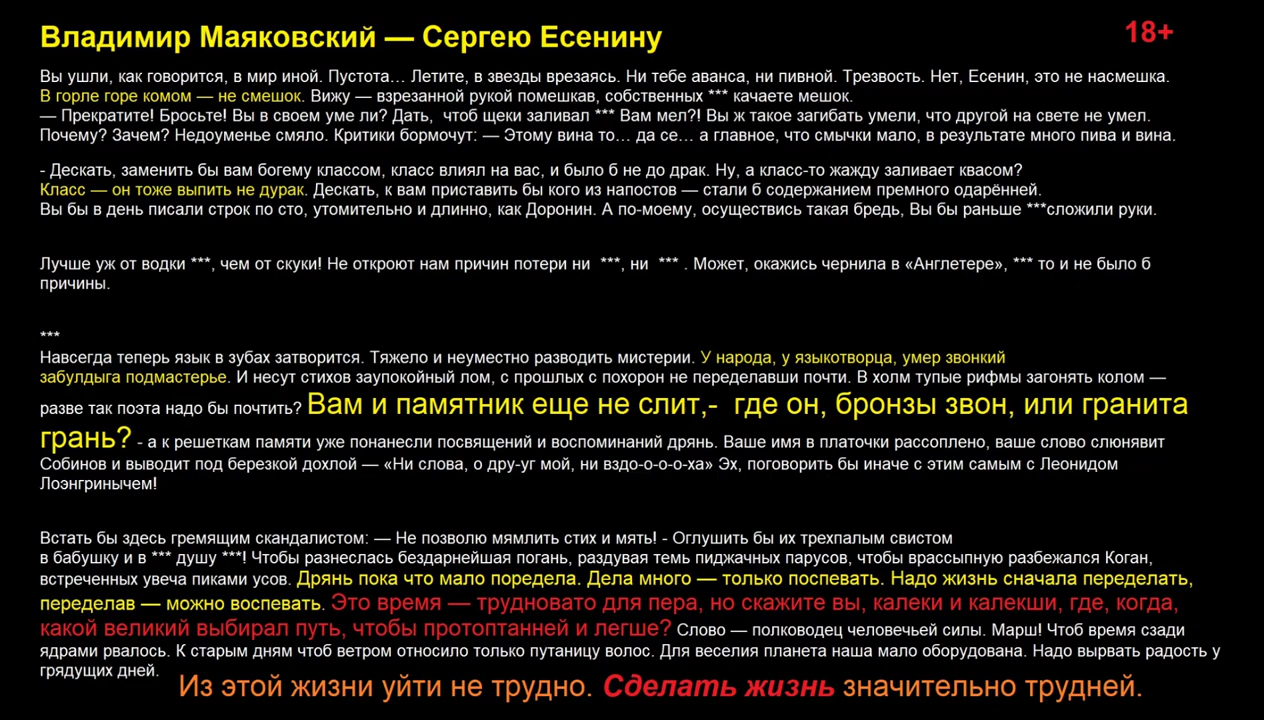 Владимир Маяковский — Сергею Есенину
18+
Вы ушли, как говорится, в мир иной. Пустота… Летите, в звезды врезаясь. Ни тебе аванса, ни пивной. Трезвость. Нет, Есенин, это не насмешка.
В горле горе комом — не смешок. Вижу — взрезанной рукой помешкав, собственных *** качаете мешок.
— Прекратите! Бросьте! Вы в своем уме ли? Дать,  чтоб щеки заливал *** Вам мел?! Вы ж такое загибать умели, что другой на свете не умел.
Почему? Зачем? Недоуменье смяло. Критики бормочут: — Этому вина то… да се… а главное, что смычки мало, в результате много пива и вина.
- Дескать, заменить бы вам богему классом, класс влиял на вас, и было б не до драк. Ну, а класс-то жажду заливает квасом?
Класс — он тоже выпить не дурак. Дескать, к вам приставить бы кого из напостов — стали б содержанием премного одарённей.
Вы бы в день писали строк по сто, утомительно и длинно, как Доронин. А по-моему, осуществись такая бредь, Вы бы раньше ***сложили руки.
Лучше уж от водки ***, чем от скуки! Не откроют нам причин потери ни  ***, ни  *** . Может, окажись чернила в «Англетере», *** то и не было б
причины.
***
Навсегда теперь язык в зубах затворится. Тяжело и неуместно разводить мистерии. У народа, у языкотворца, умер звонкий
забулдыга подмастерье. И несут стихов заупокойный лом, с прошлых с похорон не переделавши почти. В холм тупые рифмы загонять колом —
разве так поэта надо бы почтить? Вам и памятник еще не слит,-  где он, бронзы звон, или гранита
грань? - а к решеткам памяти уже понанесли посвящений и воспоминаний дрянь. Ваше имя в платочки рассоплено, ваше слово слюнявит
Собинов и выводит под березкой дохлой — «Ни слова, о дру-уг мой, ни вздо-о-о-о-ха» Эх, поговорить бы иначе с этим самым с Леонидом
Лоэнгринычем!
Встать бы здесь гремящим скандалистом: — Не позволю мямлить стих и мять! - Оглушить бы их трехпалым свистом
в бабушку и в *** душу ***! Чтобы разнеслась бездарнейшая погань, раздувая темь пиджачных парусов, чтобы врассыпную разбежался Коган,
встреченных увеча пиками усов. Дрянь пока что мало поредела. Дела много — только поспевать. Надо жизнь сначала переделать,
переделав — можно воспевать. Это время — трудновато для пера, но скажите вы, калеки и калекши, где, когда,
какой великий выбирал путь, чтобы протоптанней и легше? Слово — полководец человечьей силы. Марш! Чтоб время сзади
ядрами рвалось. К старым дням чтоб ветром относило только путаницу волос. Для веселия планета наша мало оборудована. Надо вырвать радость у
грядущих дней.
Из этой жизни уйти не трудно. Сделать жизнь значительно трудней.